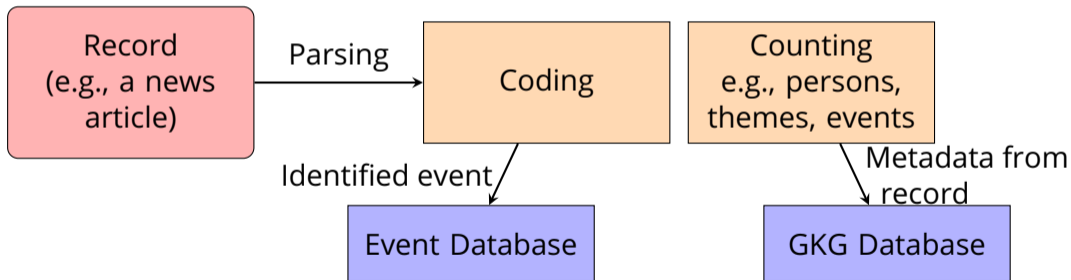 Record
(e.g., a news
article)
Parsing
Coding
Counting
e.g., persons,
themes, events
Identified event
Metadata from
record
Event Database
GKG Database